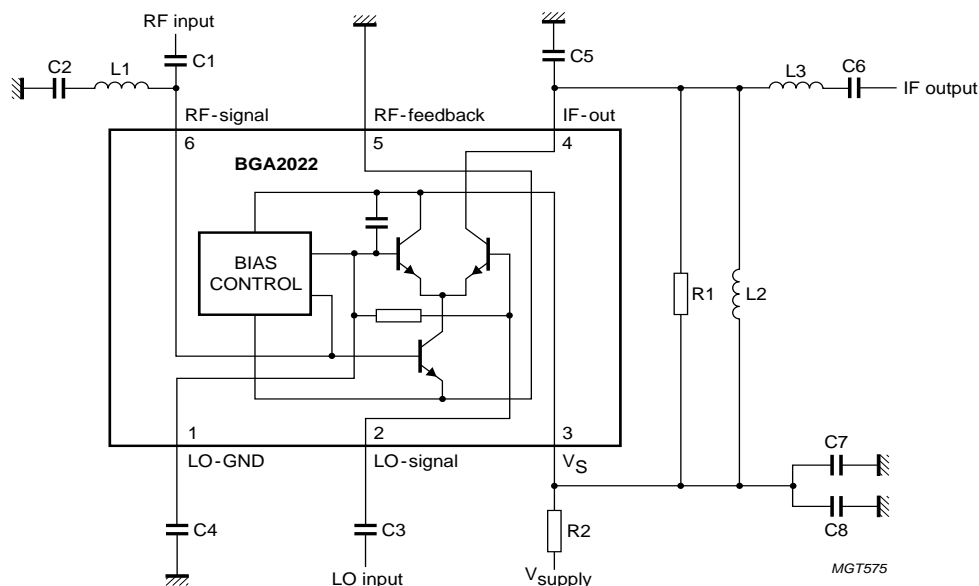 RF input
C1
C2
L1
C5
L3
C6
IF output
RF-signal
RF-feedback
IF-out
6
5
4
BGA2022
BIAS
CONTROL
R1
L2
1
2
3
LO-GND
LO-signal
VS
C7
C8
C4
C3
R2
LO input
Vsupply
MGT575